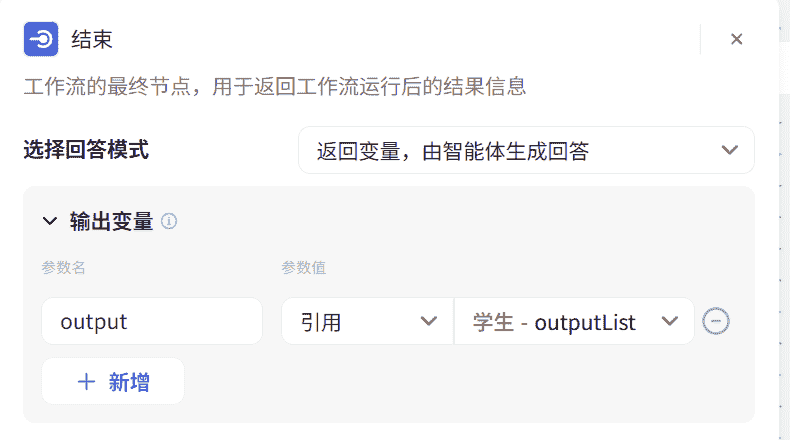 结束
工作流的最终节点，用于返回工作流运行后的结果信息
选择回答模式 返回变量，由智能体生成回答
输出变量
参数名 参数值
output 引用 学生 - outputList
新增